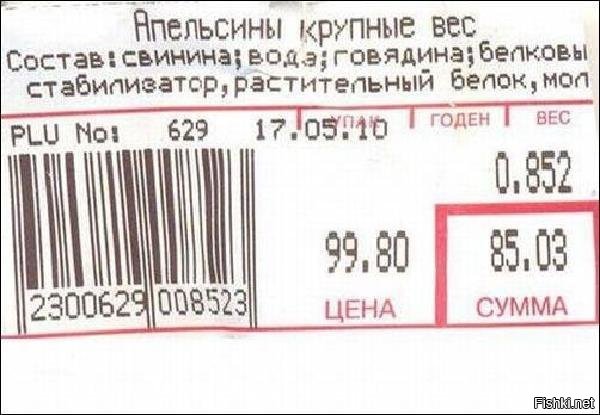 Апельсины крупные вес
Состав:свинина;вода;говядина;белковы
стабилизатор,растительный белок,мол
PLU No: 629 17.05.10 УПАК ГОДЕН ВЕС
0.852
99.80 85.03
2300629 008523 ЦЕНА СУММА
Fishki.net